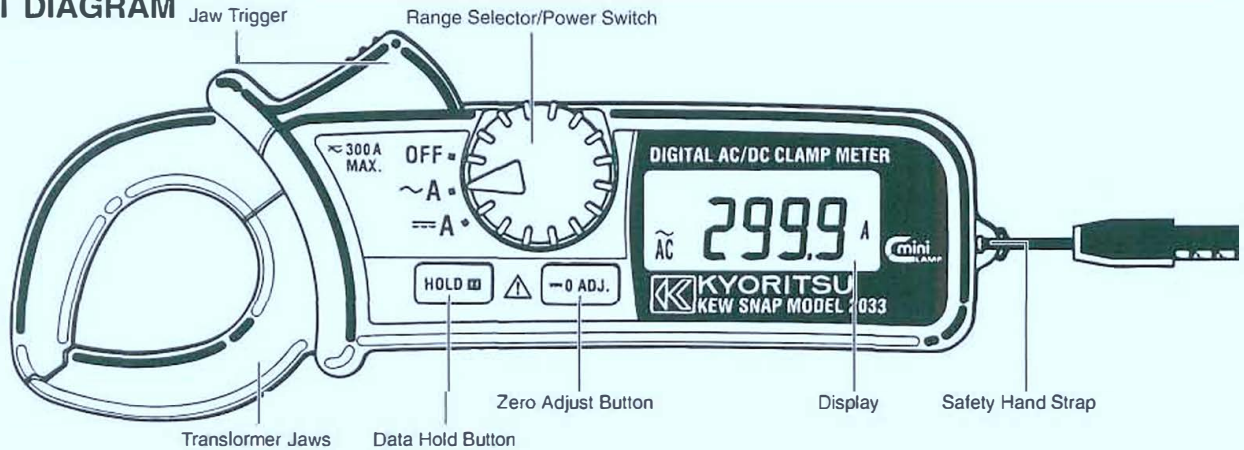 T DIAGRAM
Jaw Trigger
Range Selector/Power Switch
≂ 300 A
MAX.
OFF
~A
⎓A
HOLD
⎓0 ADJ.
DIGITAL AC/DC CLAMP METER
~
AC
299.9 A
mini
CLAMP
KYORITSU
KEW SNAP MODEL 2033
Zero Adjust Button
Display
Safety Hand Strap
Translormer Jaws
Data Hold Button